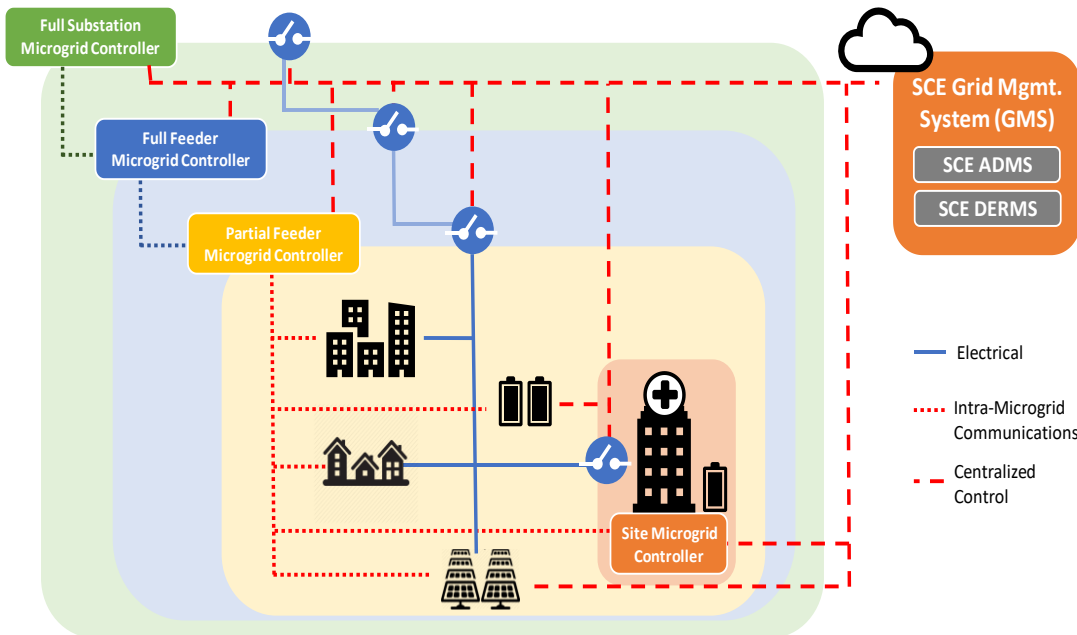 Full Substation
Microgrid Controller
SCE Grid Mgmt.
System (GMS)
SCE ADMS
SCE DERMS
Full Feeder
Microgrid Controller
Partial Feeder
Microgrid Controller
Electrical
Intra-Microgrid
Communications
Centralized
Control
Site Microgrid
Controller